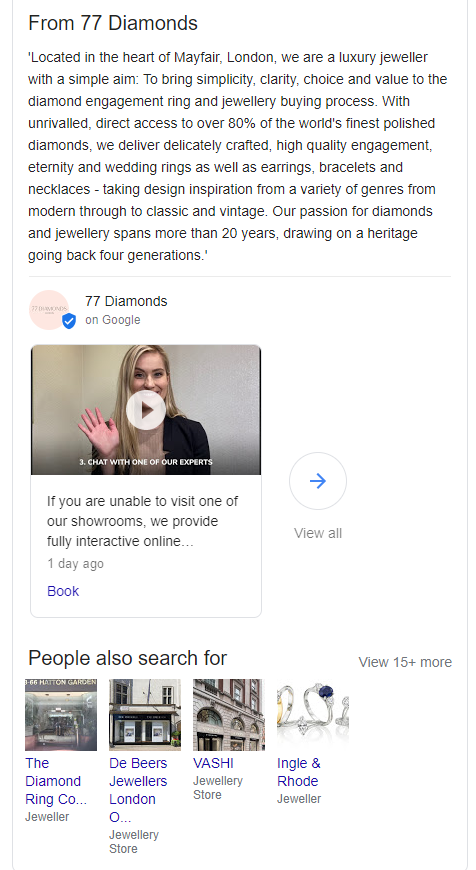 From 77 Diamonds
'Located in the heart of Mayfair, London, we are a luxury jeweller
with a simple aim: To bring simplicity, clarity, choice and value to the
diamond engagement ring and jewellery buying process. With
unrivalled, direct access to over 80% of the world's finest polished
diamonds, we deliver delicately crafted, high quality engagement,
eternity and wedding rings as well as earrings, bracelets and
necklaces - taking design inspiration from a variety of genres from
modern through to classic and vintage. Our passion for diamonds
and jewellery spans more than 20 years, drawing on a heritage
going back four generations.'
77 DIAMONDS
77 Diamonds
on Google
3. CHAT WITH ONE OF OUR EXPERTS
If you are unable to visit one of
our showrooms, we provide
fully interactive online…
1 day ago
Book
View all
People also search for
View 15+ more
-66 HATTON GARDEN
The
Diamond
Ring Co...
Jeweller
De Beers
Jewellers
London
O...
Jewellery
Store
VASHI
Jewellery
Store
Ingle &
Rhode
Jeweller